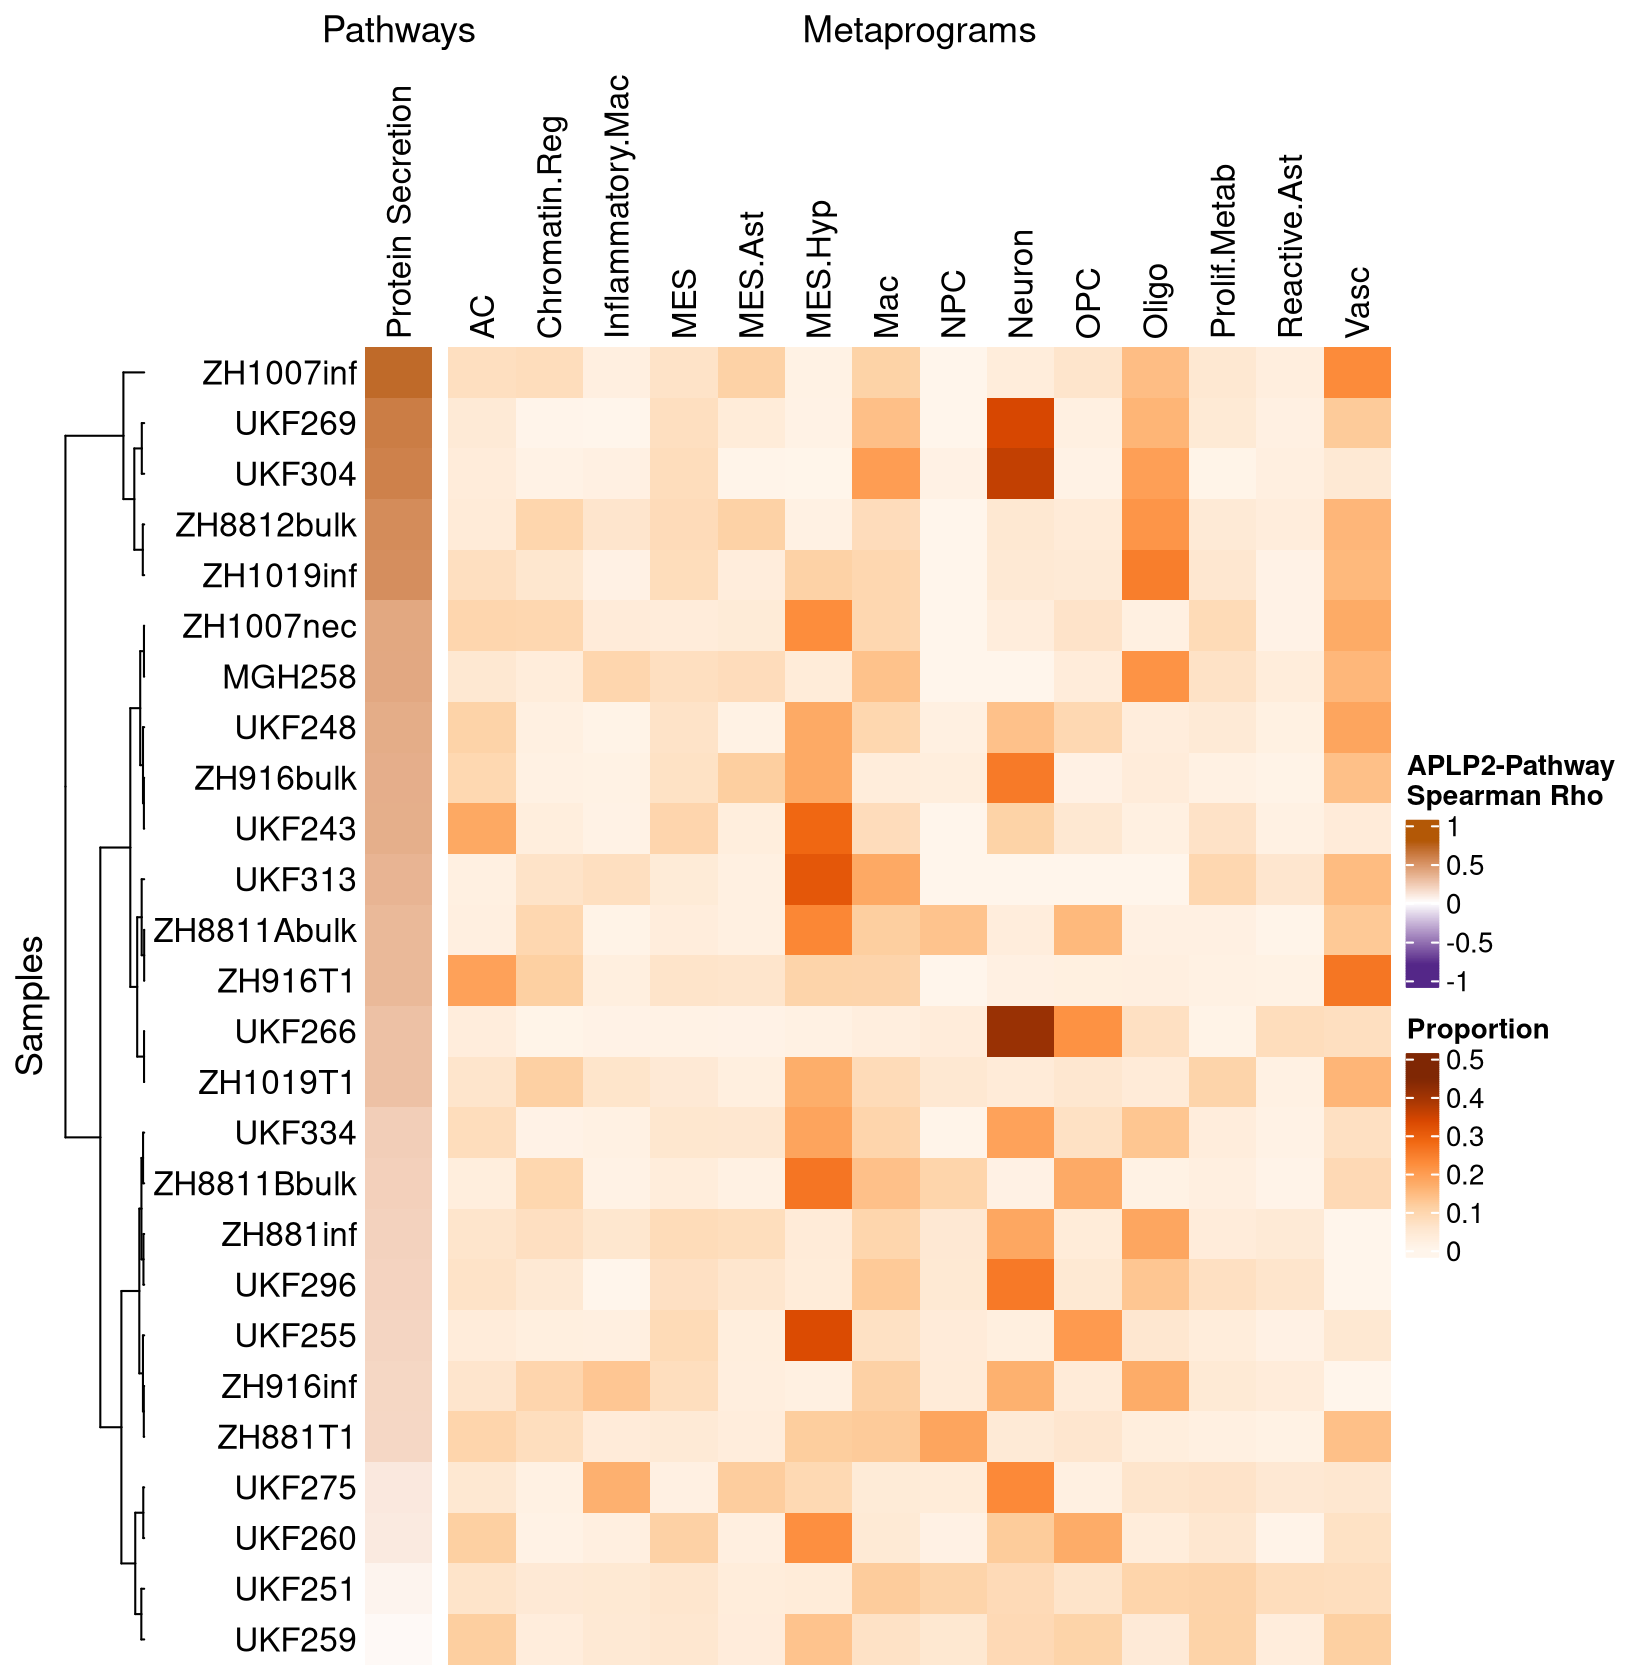 Pathways
Metaprograms
Protein Secretion
AC
Chromatin.Reg
Inflammatory.Mac
MES
MES.Ast
MES.Hyp
Mac
NPC
Neuron
OPC
Oligo
Prolif.Metab
Reactive.Ast
Vasc
Samples
ZH1007inf
UKF269
UKF304
ZH8812bulk
ZH1019inf
ZH1007nec
MGH258
UKF248
ZH916bulk
UKF243
UKF313
ZH8811Abulk
ZH916T1
UKF266
ZH1019T1
UKF334
ZH8811Bbulk
ZH881inf
UKF296
UKF255
ZH916inf
ZH881T1
UKF275
UKF260
UKF251
UKF259
APLP2-Pathway
Spearman Rho
1
0.5
0
-0.5
-1
Proportion
0.5
0.4
0.3
0.2
0.1
0